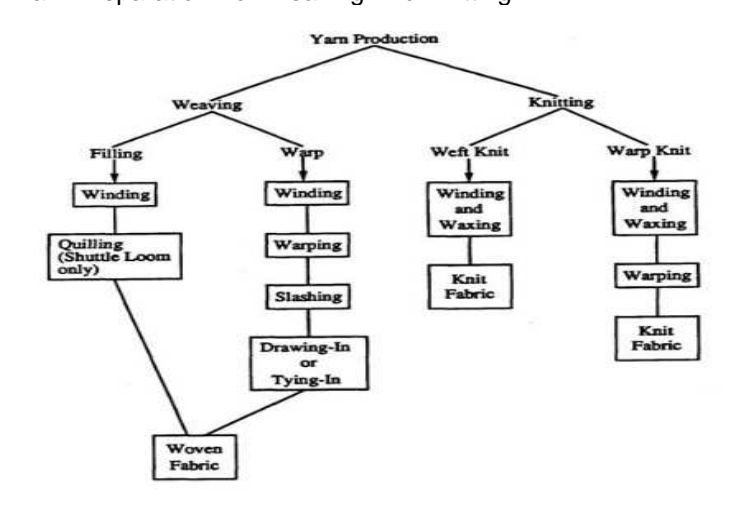 Yarn Production
Weaving
Knitting
Filling
Warp
Weft Knit
Warp Knit
Winding
Winding
Winding
and
Waxing
Winding
and
Waxing
Quilling
(Shuttle Loom
only)
Warping
Slashing
Drawing-In
or
Tying-In
Knit
Fabric
Warping
Knit
Fabric
Woven
Fabric